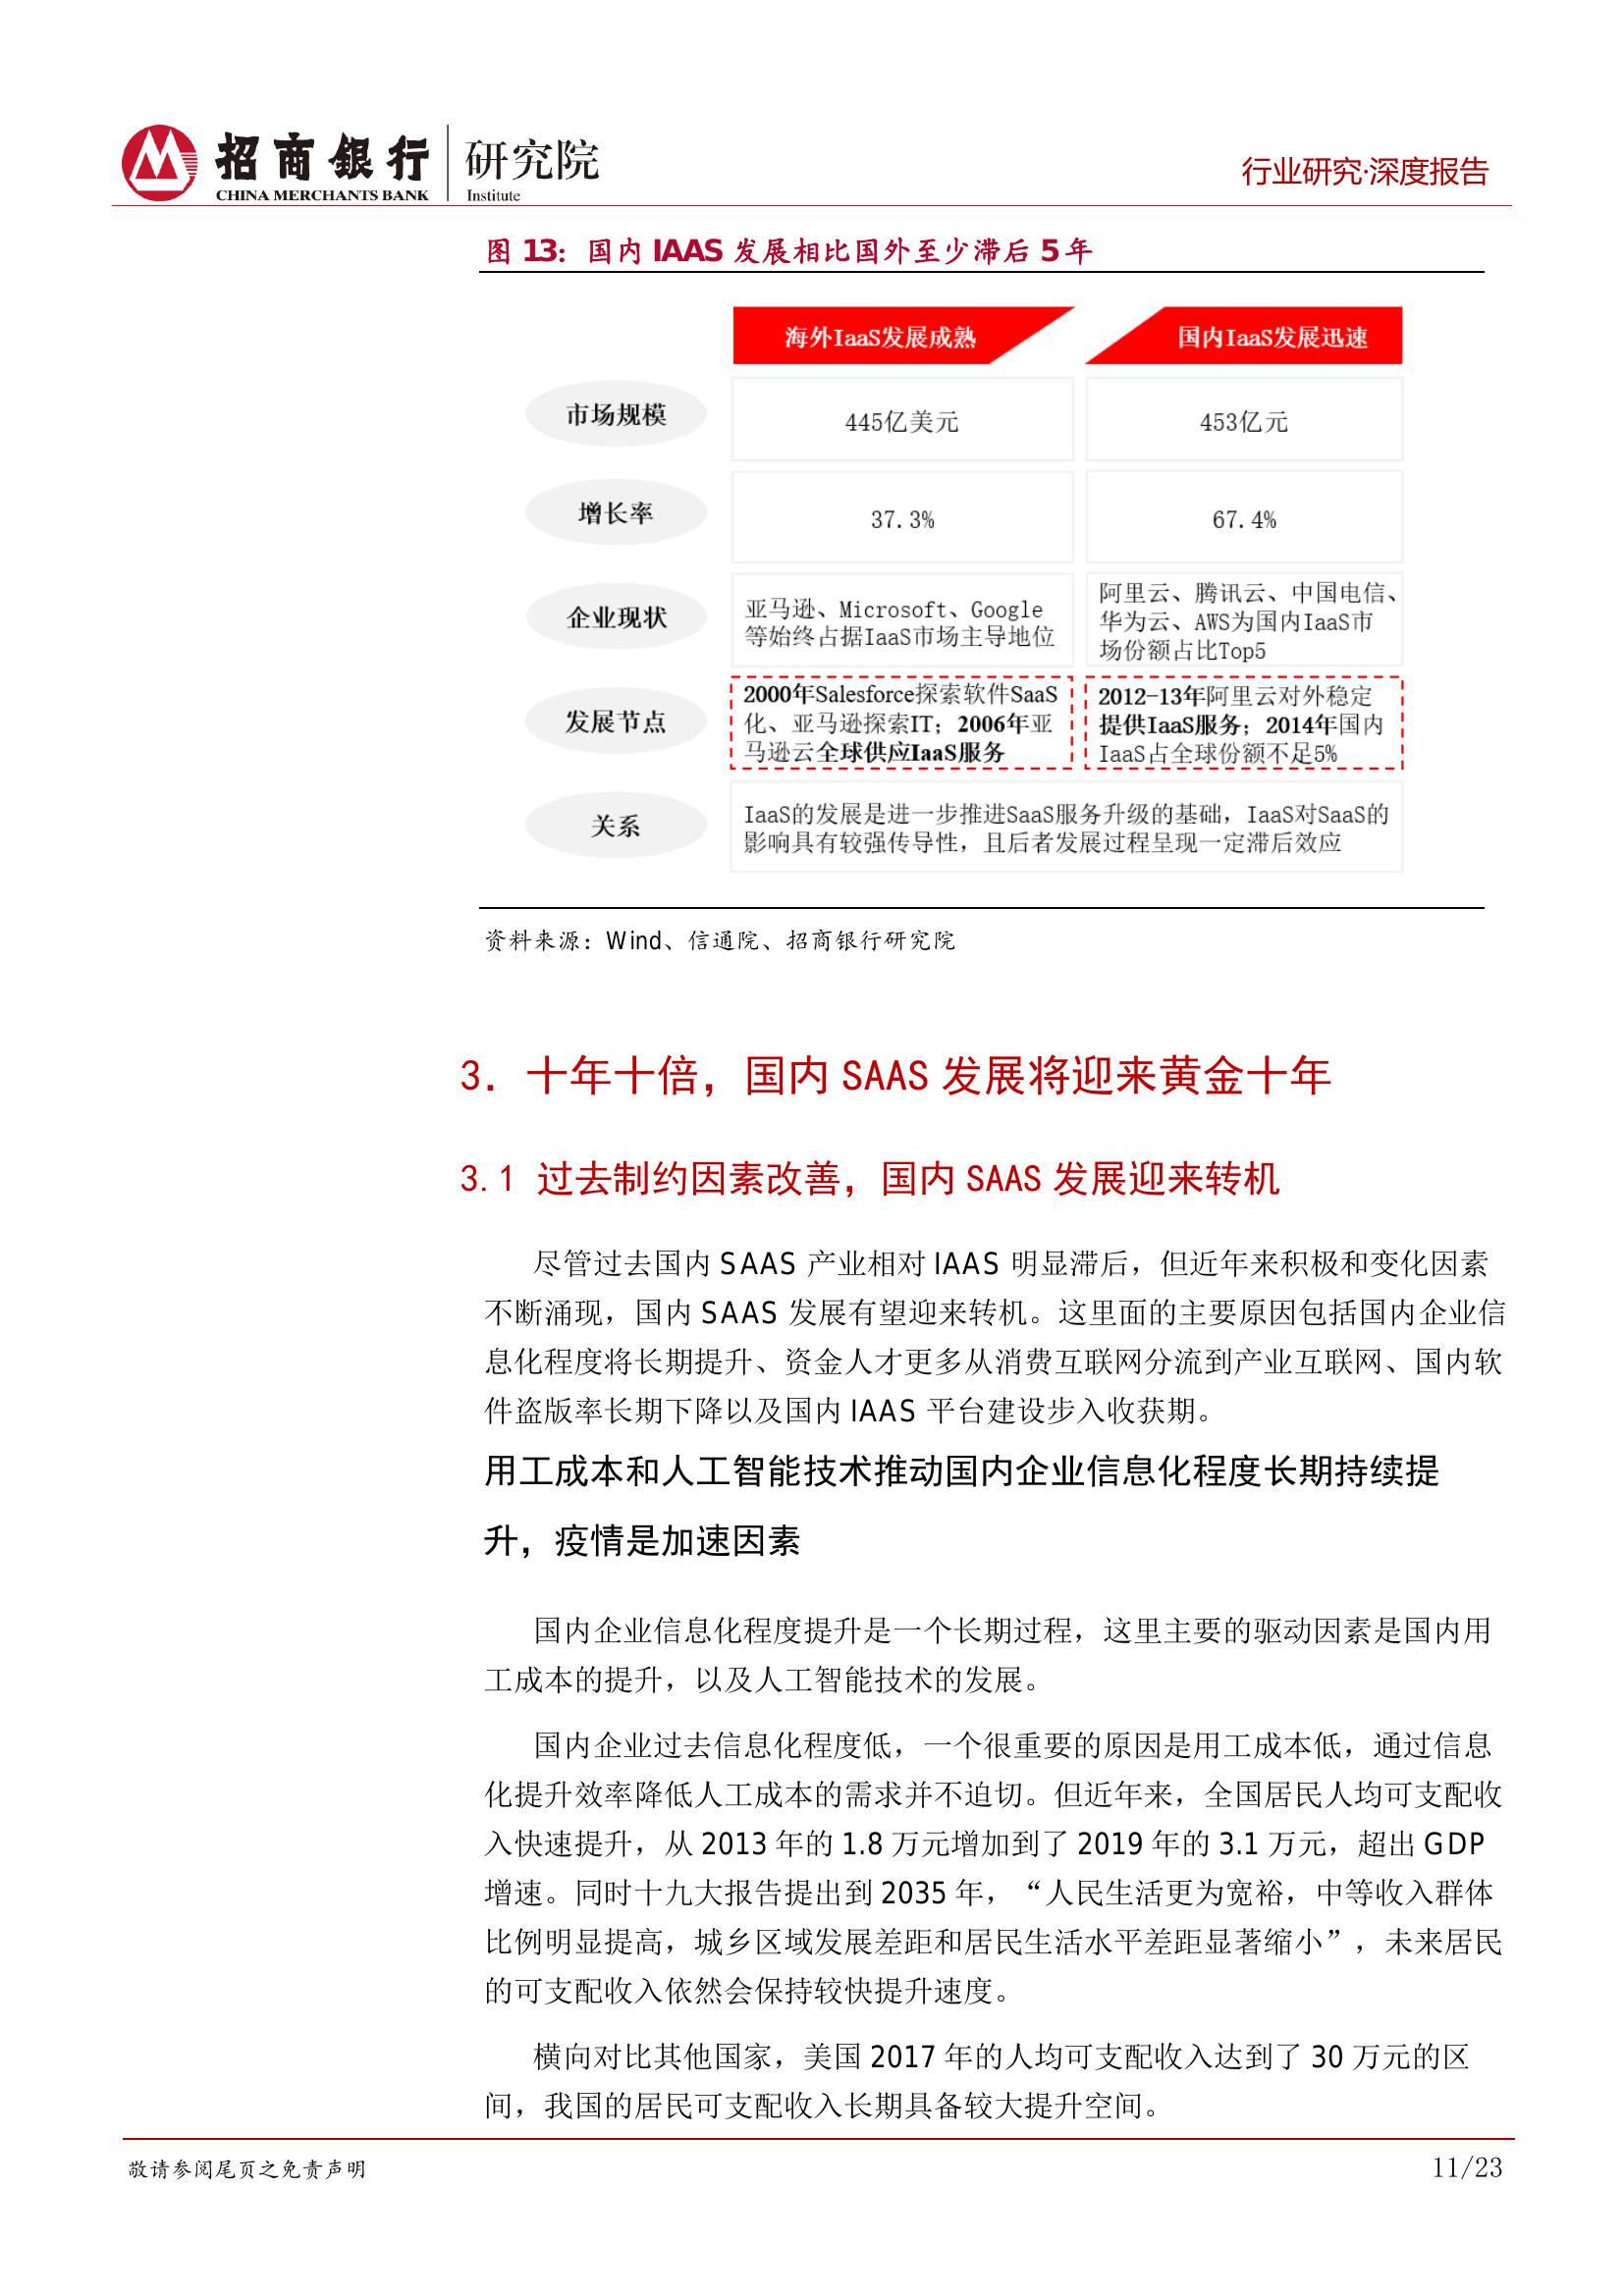 招商银行
CHINA MERCHANTS BANK
研究院
Institute
行业研究·深度报告
图 13：国内 IAAS 发展相比国外至少滞后 5 年
海外IaaS发展成熟
国内IaaS发展迅速
市场规模
445亿美元
453亿元
增长率
37.3%
67.4%
企业现状
亚马逊、Microsoft、Google
等始终占据IaaS市场主导地位
阿里云、腾讯云、中国电信、
华为云、AWS为国内IaaS市
场份额占比Top5
发展节点
2000年Salesforce探索软件SaaS
化、亚马逊探索IT；2006年亚
马逊云全球供应IaaS服务
2012-13年阿里云对外稳定
提供IaaS服务；2014年国内
IaaS占全球份额不足5%
关系
IaaS的发展是进一步推进SaaS服务升级的基础，IaaS对SaaS的
影响具有较强传导性，且后者发展过程呈现一定滞后效应
资料来源：Wind、信通院、招商银行研究院
3. 十年十倍，国内 SAAS 发展将迎来黄金十年
3.1 过去制约因素改善，国内 SAAS 发展迎来转机
尽管过去国内 SAAS 产业相对 IAAS 明显滞后，但近年来积极和变化因素
不断涌现，国内 SAAS 发展有望迎来转机。这里面的主要原因包括国内企业信
息化程度将长期提升、资金人才更多从消费互联网分流到产业互联网、国内软
件盗版率长期下降以及国内 IAAS 平台建设步入收获期。
用工成本和人工智能技术推动国内企业信息化程度长期持续提
升，疫情是加速因素
国内企业信息化程度提升是一个长期过程，这里主要的驱动因素是国内用
工成本的提升，以及人工智能技术的发展。
国内企业过去信息化程度低，一个很重要的原因是用工成本低，通过信息
化提升效率降低人工成本的需求并不迫切。但近年来，全国居民人均可支配收
入快速提升，从 2013 年的 1.8 万元增加到了 2019 年的 3.1 万元，超出 GDP
增速。同时十九大报告提出到 2035 年，“人民生活更为宽裕，中等收入群体
比例明显提高，城乡区域发展差距和居民生活水平差距显著缩小”，未来居民
的可支配收入依然会保持较快提升速度。
横向对比其他国家，美国 2017 年的人均可支配收入达到了 30 万元的区
间，我国的居民可支配收入长期具备较大提升空间。
敬请参阅尾页之免责声明
11/23